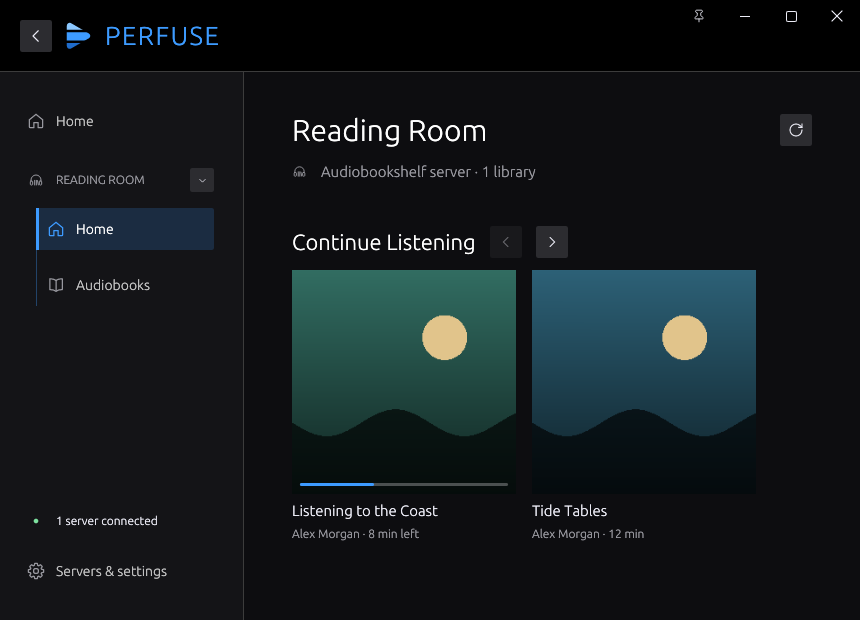 PERFUSE
Home
READING ROOM
Home
Audiobooks
1 server connected
Servers & settings
Reading Room
Audiobookshelf server · 1 library
Continue Listening
Listening to the Coast
Alex Morgan · 8 min left
Tide Tables
Alex Morgan · 12 min